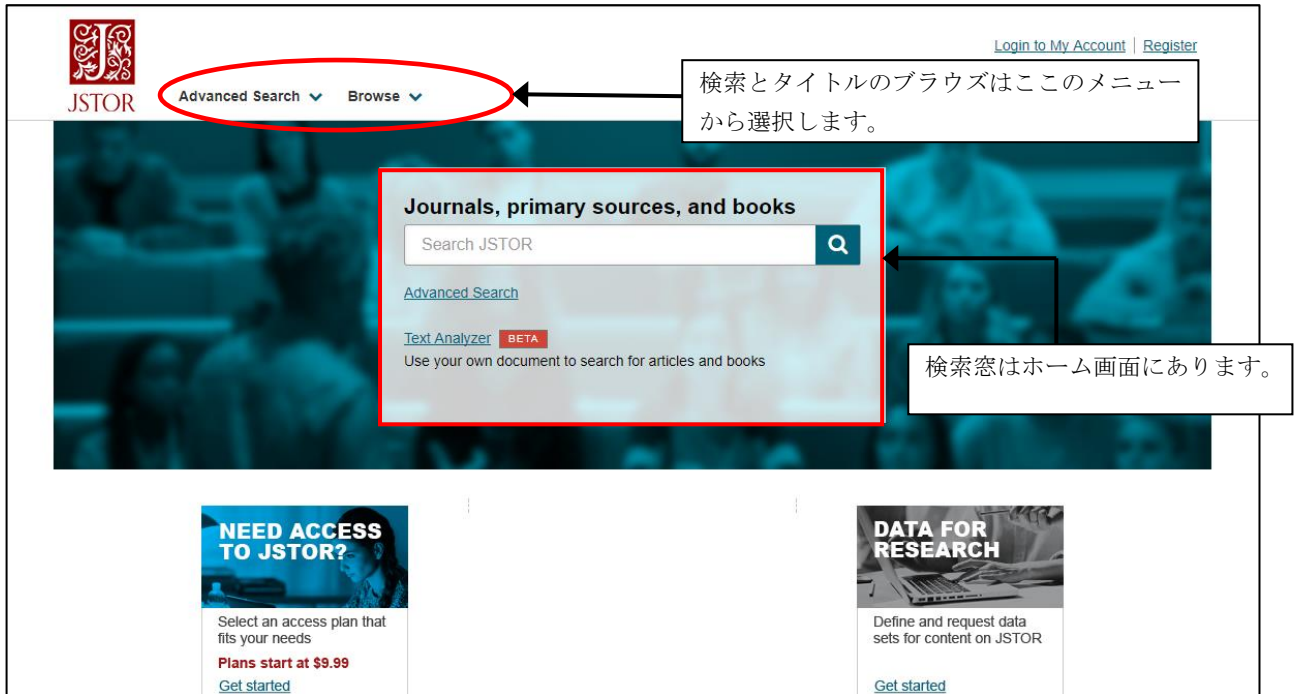 Login to My Account | Register
JSTOR
Advanced Search Browse
検索とタイトルのブラウズはここのメニュー
から選択します。
Journals, primary sources, and books
Search JSTOR
Advanced Search
Text Analyzer BETA
Use your own document to search for articles and books
検索窓はホーム画面にあります。
NEED ACCESS
TO JSTOR?
Select an access plan that
fits your needs
Plans start at $9.99
Get started
DATA FOR
RESEARCH
Define and request data
sets for content on JSTOR
Get started